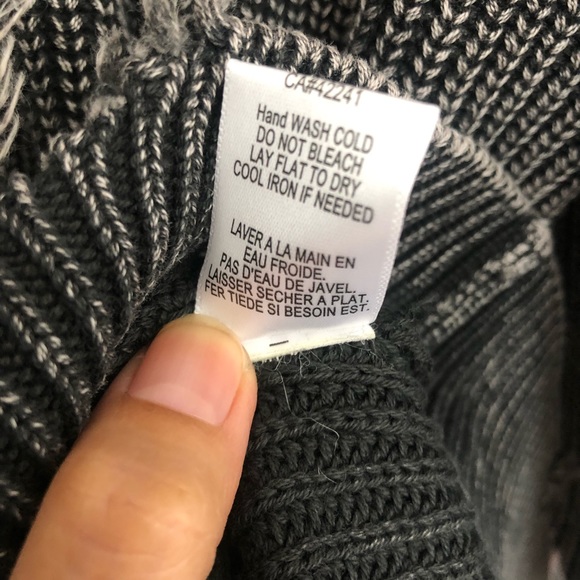 CA#42241
Hand WASH COLD
DO NOT BLEACH
LAY FLAT TO DRY
COOL IRON IF NEEDED
LAVER A LA MAIN EN
EAU FROIDE.
PAS D'EAU DE JAVEL.
LAISSER SECHER A PLAT.
FER TIEDE SI BESOIN EST.